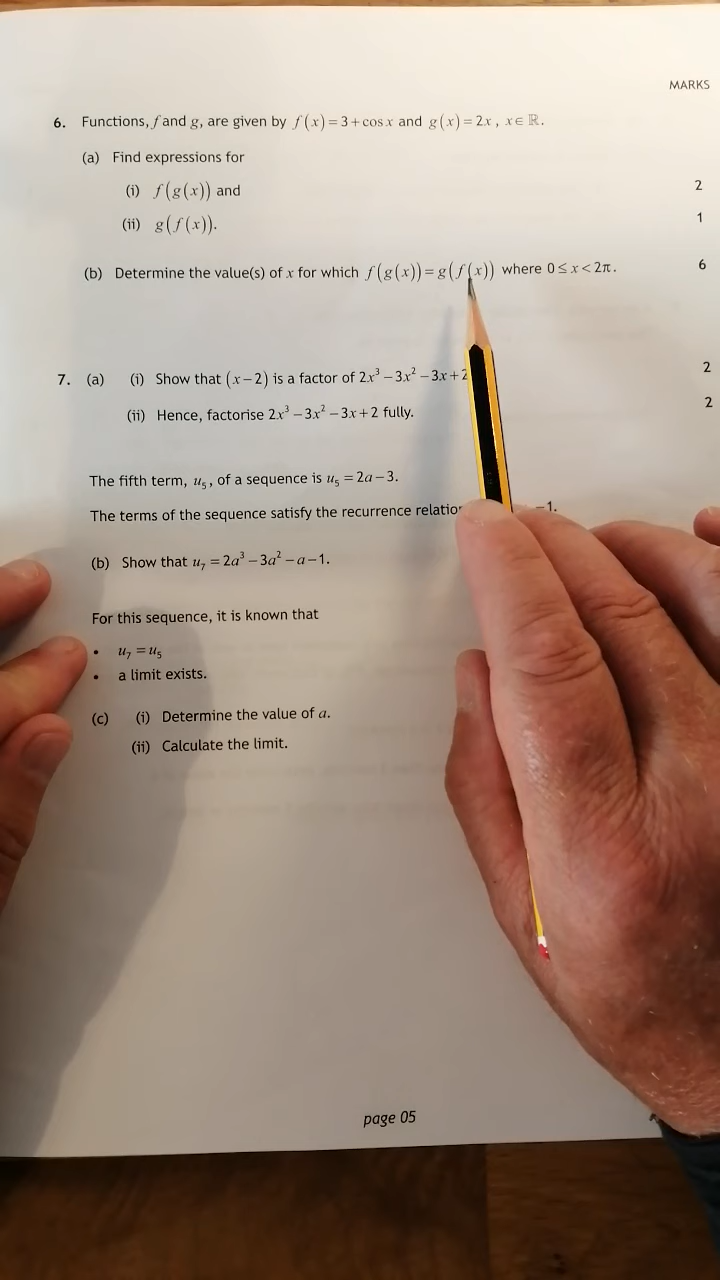 MARKS
6. Functions, f and g, are given by f(x)=3+cosx and g(x)=2x, x∈ℝ.
(a) Find expressions for
(i) f(g(x)) and 2
(ii) g(f(x)). 1
(b) Determine the value(s) of x for which f(g(x))=g(f(x)) where 0≤x<2π. 6
7. (a) (i) Show that (x−2) is a factor of 2x³−3x²−3x+2 2
(ii) Hence, factorise 2x³−3x²−3x+2 fully. 2
The fifth term, u₅, of a sequence is u₅=2a−3.
The terms of the sequence satisfy the recurrence −1.
(b) Show that u₇=2a³−3a²−a−1.
For this sequence, it is known that
• u₇=u₅
• a limit exists.
(c) (i) Determine the value of a.
(ii) Calculate the limit.
page 05